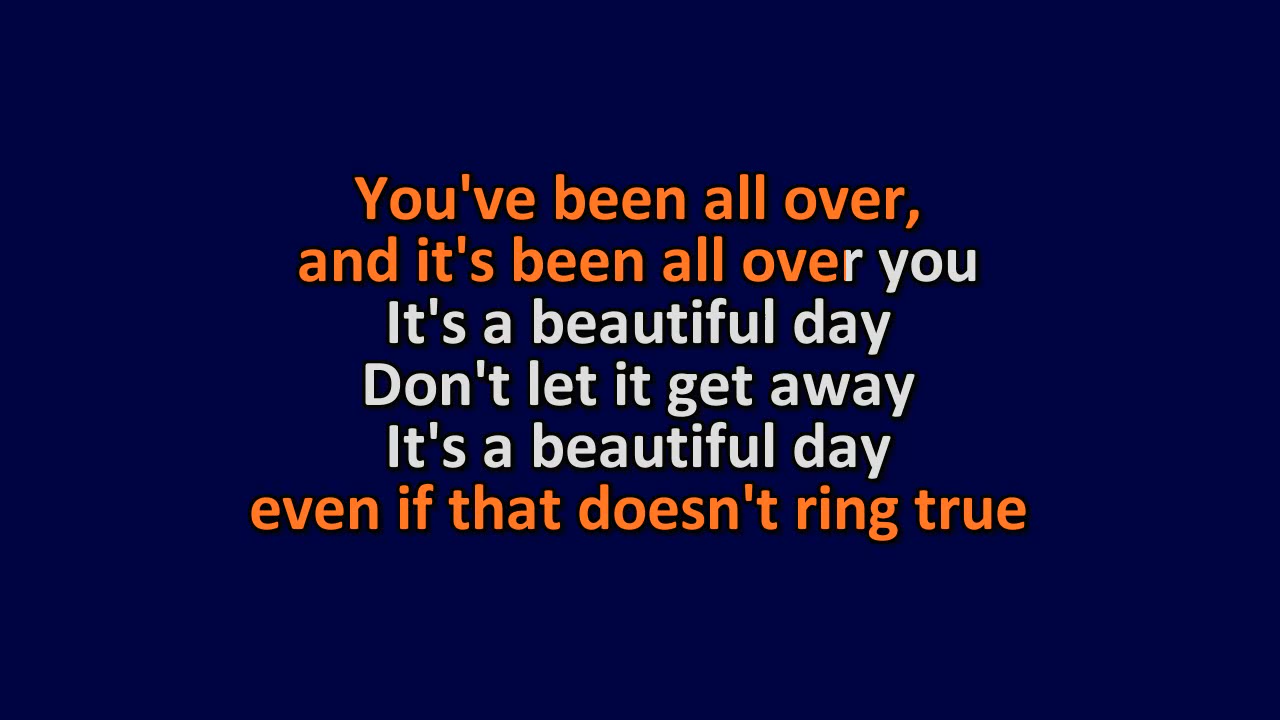 You've been all over,
and it's been all over you
It's a beautiful day
Don't let it get away
It's a beautiful day
even if that doesn't ring true